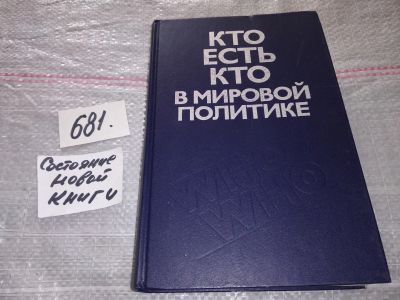 КТО
ЕСТЬ
КТО
В МИРОВОЙ
ПОЛИТИКЕ
681.
Состояние
новой
книги